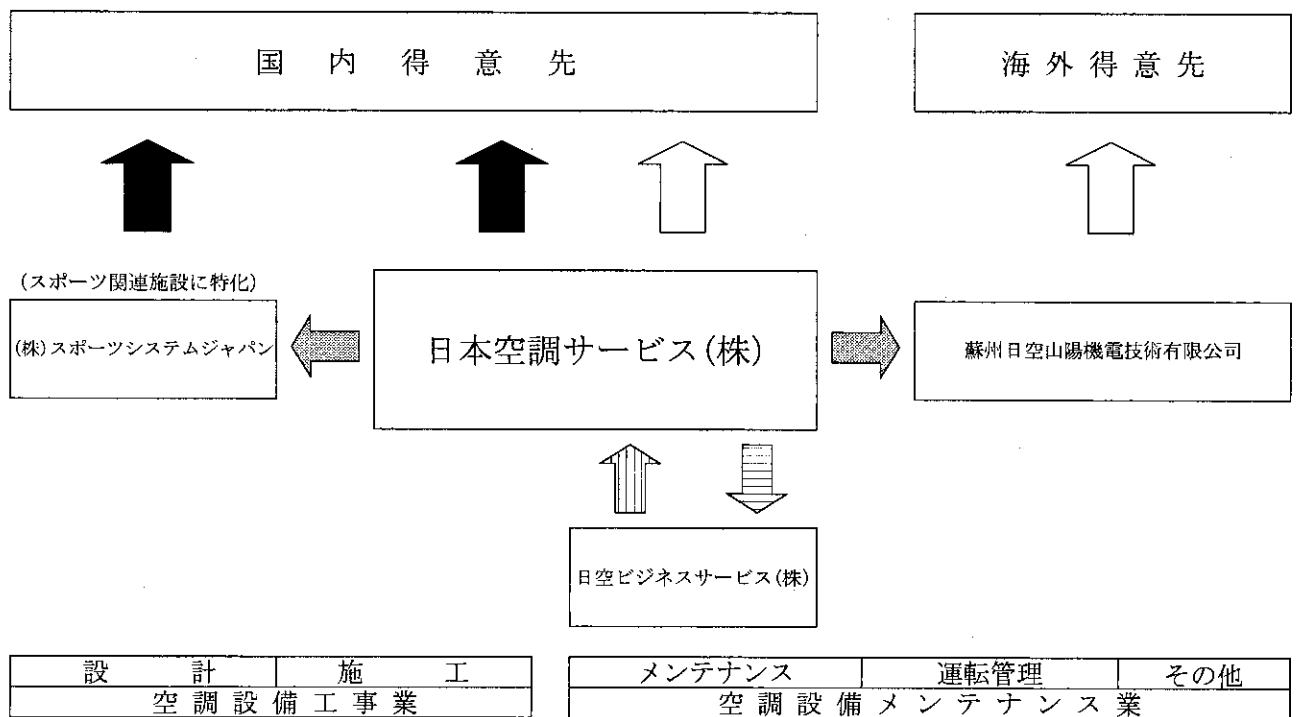 国内得意先
海外得意先
(スポーツ関連施設に特化)
(株)スポーツシステムジャパン
日本空調サービス(株)
蘇州日空山陽機電技術有限公司
日空ビジネスサービス(株)
設計 施工
空調設備工事業
メンテナンス 運転管理 その他
空調設備メンテナンス業